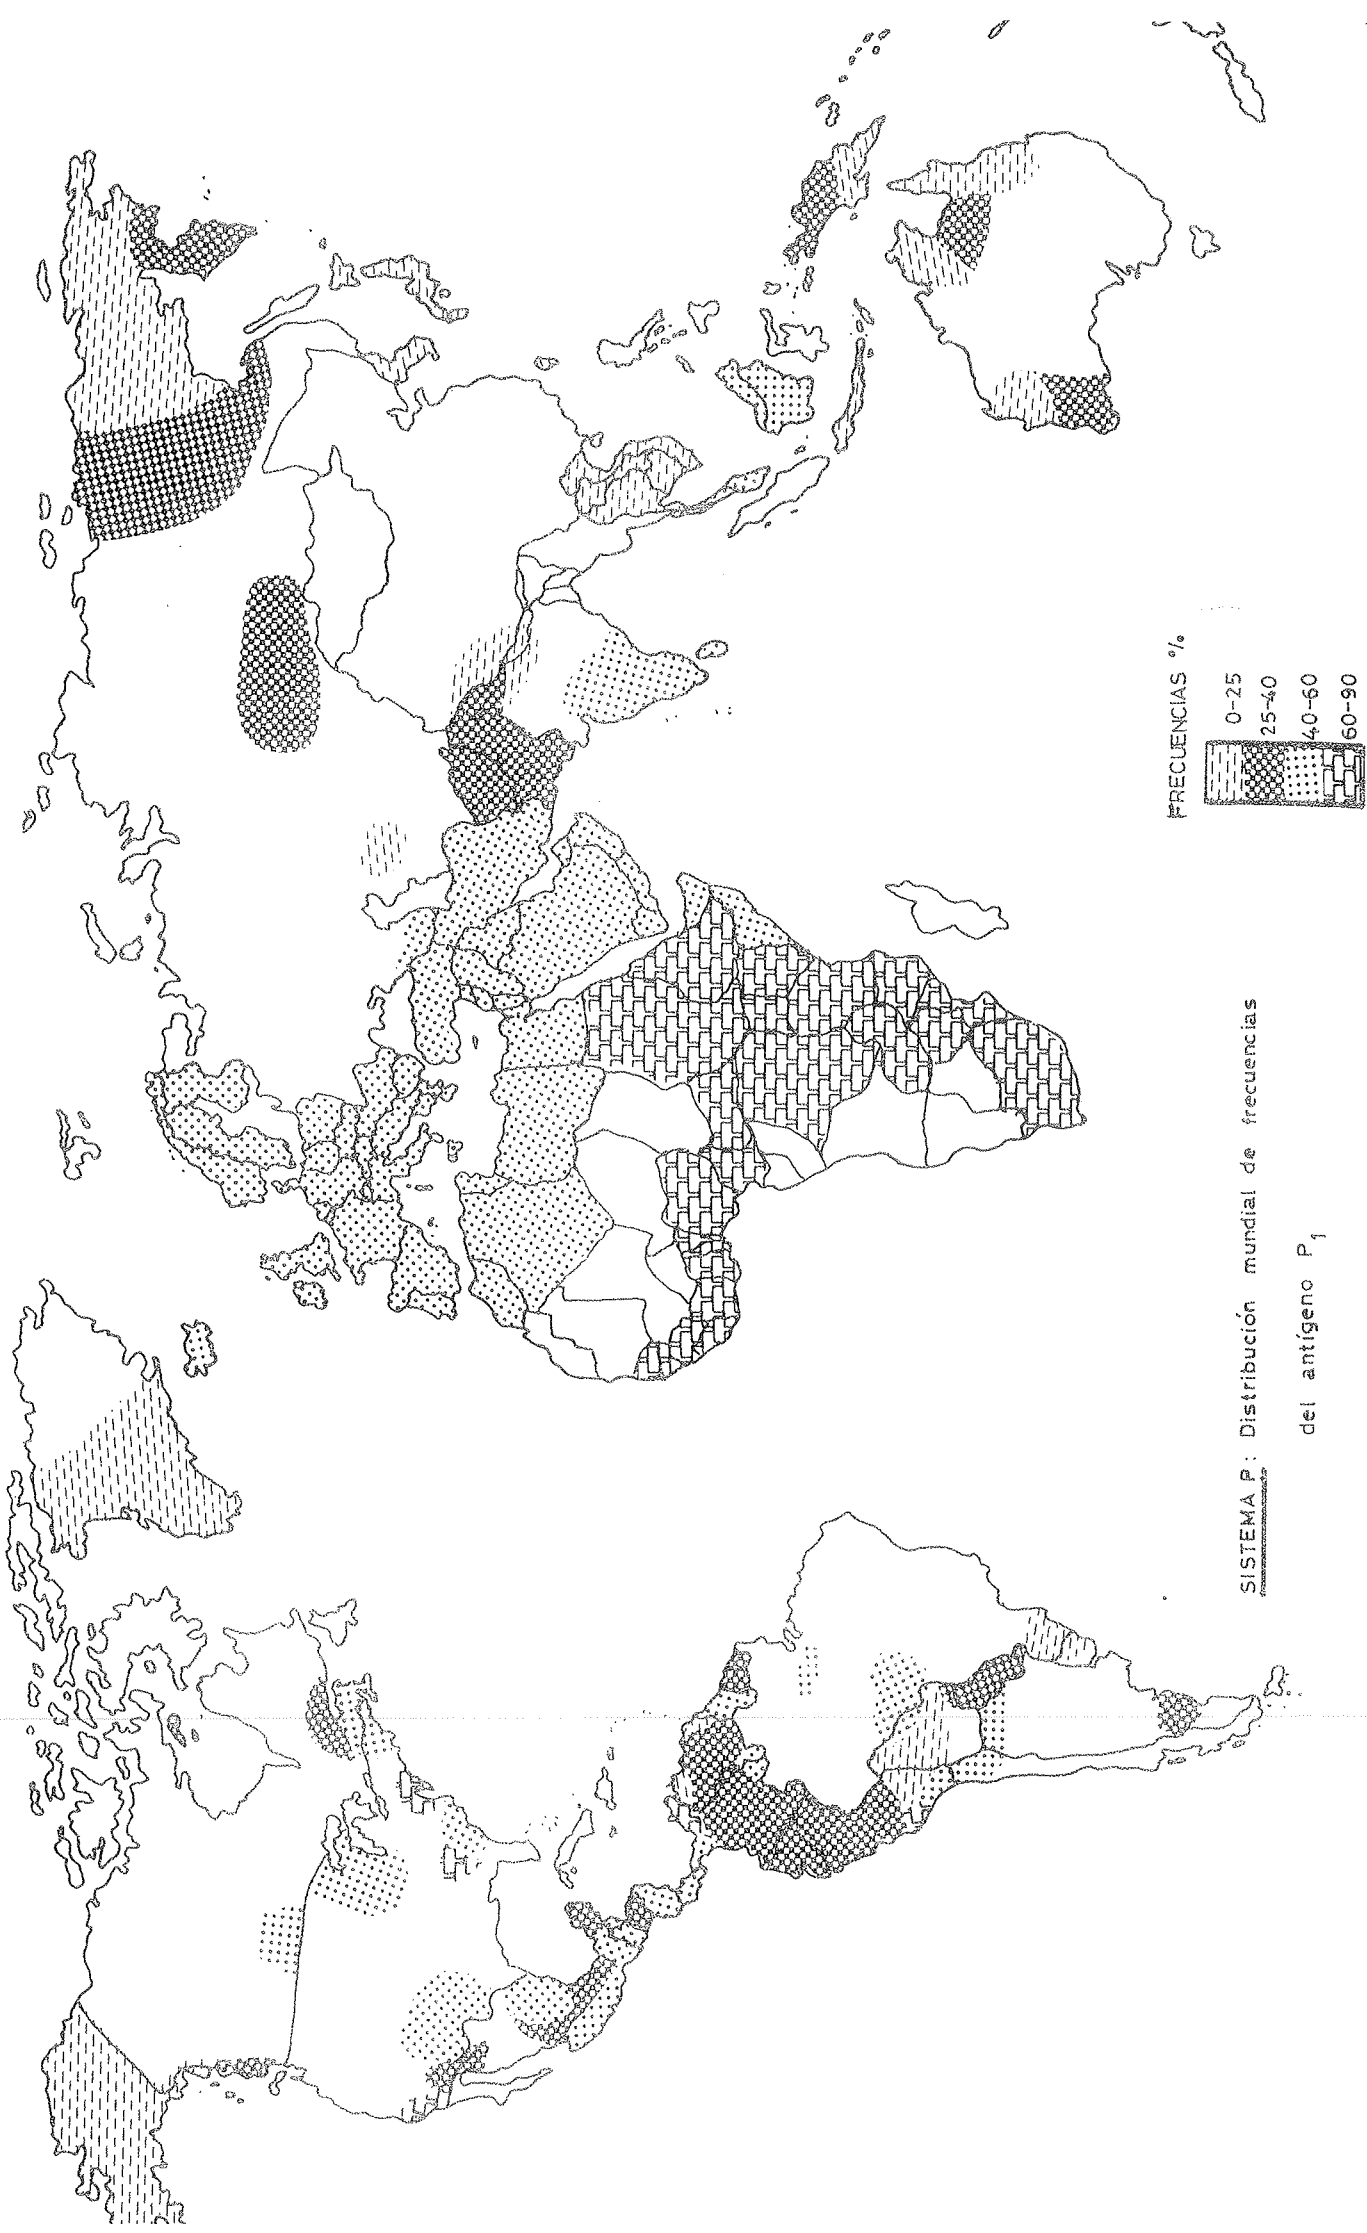 FRECUENCIAS %
0-25
25-40
40-60
60-90
SISTEMA P: Distribución mundial de frecuencias
del antígeno P1